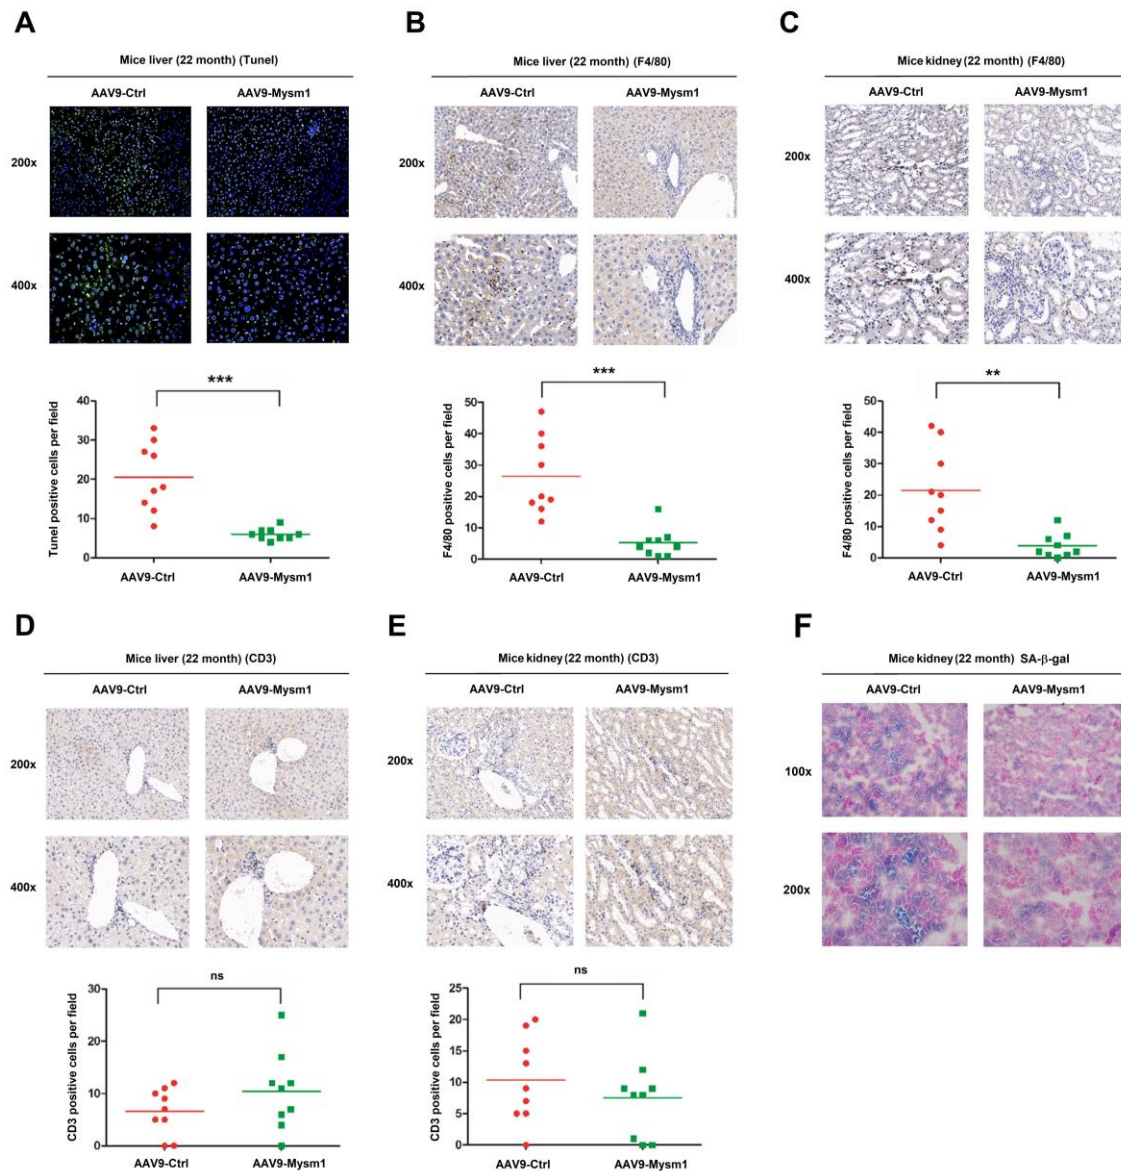 A
Mice liver (22 month) (Tunel)
AAV9-Ctrl AAV9-Mysm1
200x
400x
***
Tunel positive cells per field
40
30
20
10
0
AAV9-Ctrl AAV9-Mysm1
B
Mice liver (22 month) (F4/80)
AAV9-Ctrl AAV9-Mysm1
200x
400x
***
F4/80 positive cells per field
50
40
30
20
10
0
AAV9-Ctrl AAV9-Mysm1
C
Mice kidney (22 month) (F4/80)
AAV9-Ctrl AAV9-Mysm1
200x
400x
**
F4/80 positive cells per field
50
40
30
20
10
0
AAV9-Ctrl AAV9-Mysm1
D
Mice liver (22 month) (CD3)
AAV9-Ctrl AAV9-Mysm1
200x
400x
ns
CD3 positive cells per field
30
20
10
0
AAV9-Ctrl AAV9-Mysm1
E
Mice kidney (22 month) (CD3)
AAV9-Ctrl AAV9-Mysm1
200x
400x
ns
CD3 positive cells per field
25
20
15
10
5
0
AAV9-Ctrl AAV9-Mysm1
F
Mice kidney (22 month) SA-β-gal
AAV9-Ctrl AAV9-Mysm1
100x
200x